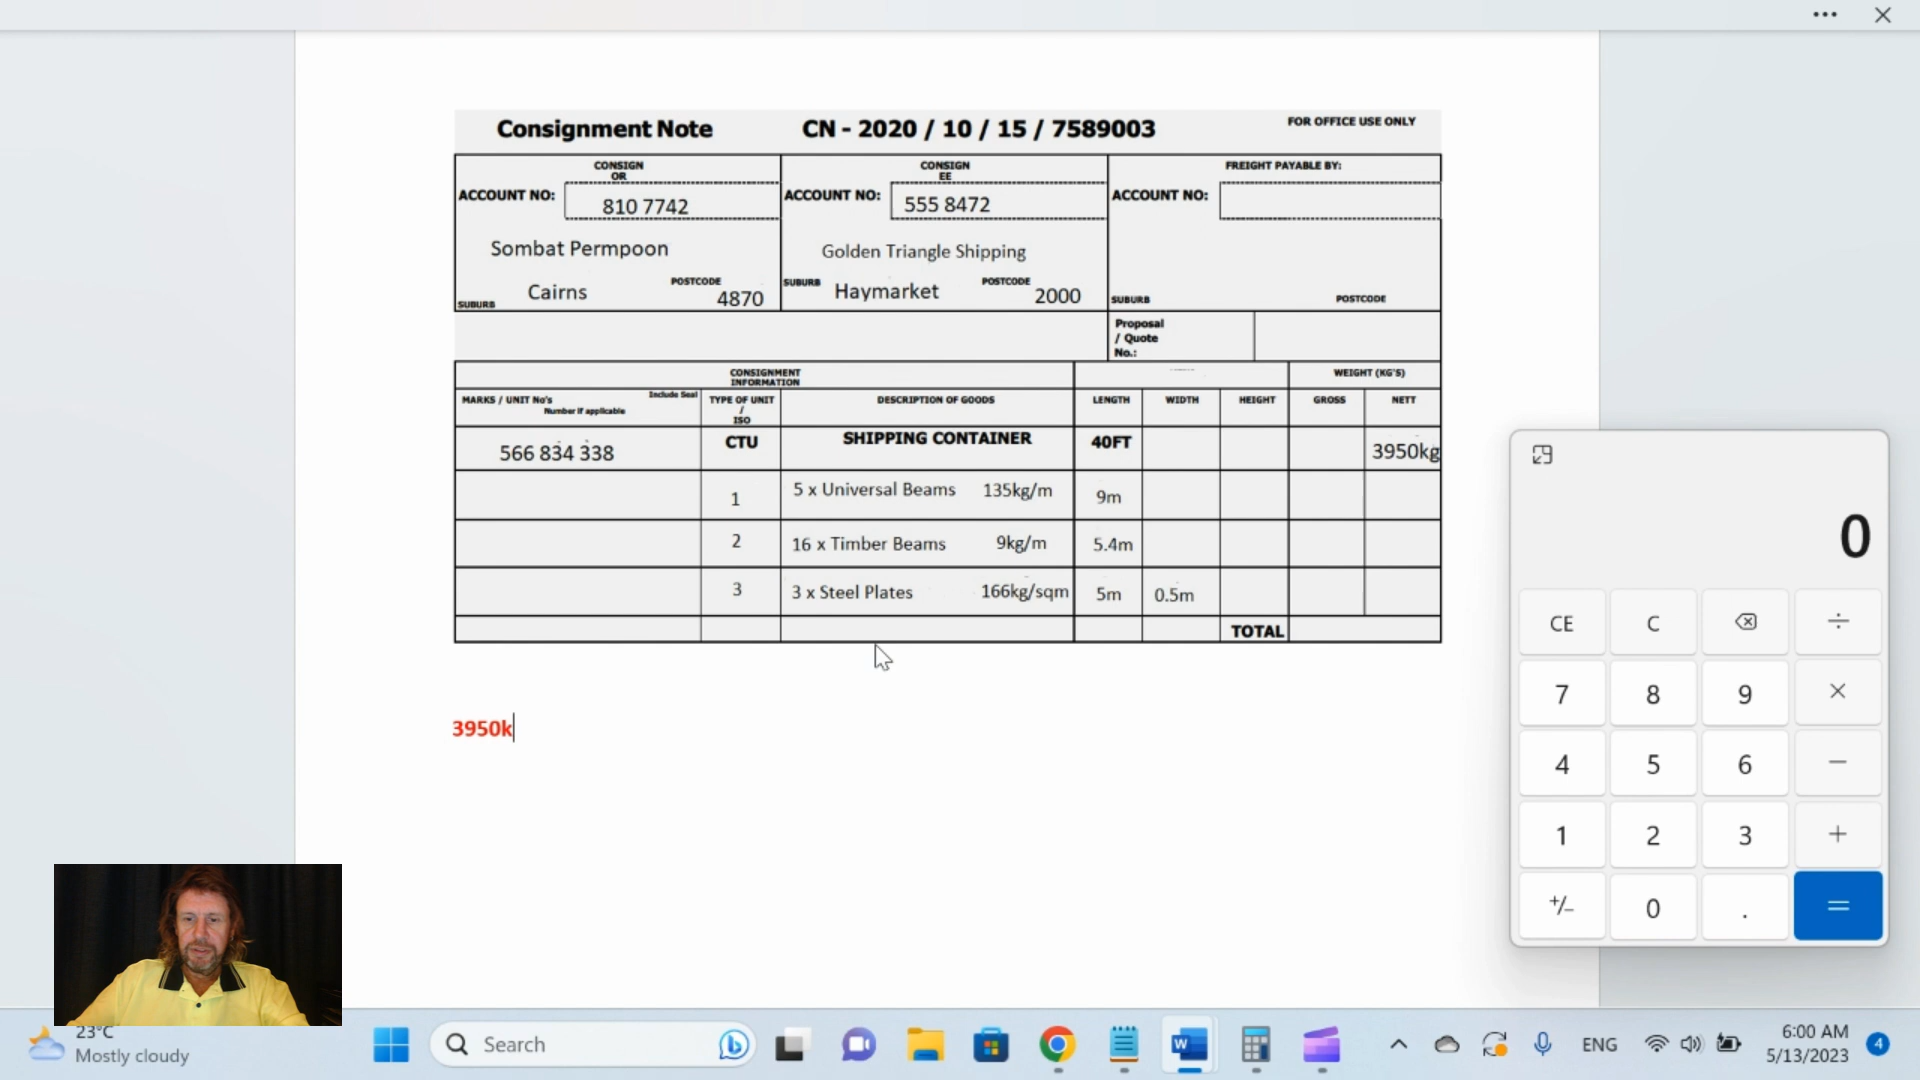 Consignment Note CN - 2020 / 10 / 15 / 7589003 FOR OFFICE USE ONLY
CONSIGN
OR
CONSIGN
EE
FREIGHT PAYABLE BY:
ACCOUNT NO: 810 7742 ACCOUNT NO: 555 8472 ACCOUNT NO:
Sombat Permpoon Golden Triangle Shipping
SUBURB Cairns POSTCODE 4870 SUBURB Haymarket POSTCODE 2000 SUBURB POSTCODE
Proposal
/ Quote
No.:
CONSIGNMENT
INFORMATION
WEIGHT (KG'S)
MARKS / UNIT No's Include Seal
Number if applicable
TYPE OF UNIT
/
ISO
DESCRIPTION OF GOODS LENGTH WIDTH HEIGHT GROSS NETT
566 834 338 CTU SHIPPING CONTAINER 40FT 3950kg
1 5 x Universal Beams 135kg/m 9m
2 16 x Timber Beams 9kg/m 5.4m
3 3 x Steel Plates 166kg/sqm 5m 0.5m
TOTAL
3950k
0
CE C ÷
7 8 9 ×
4 5 6 −
1 2 3 +
+/− 0 . =
23°C
Mostly cloudy
Search
W
ENG
6:00 AM
5/13/2023
4